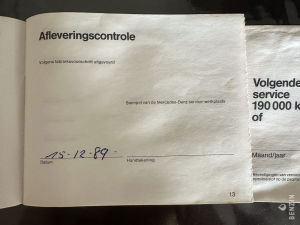 Afleveringscontrole
Volgens fabrieksvoorschrift uitgevoerd
Stempel van de Mercedes-Benz service-werkplaats
15-12-89-
Datum
Handtekening
13
Volgende
service
190 000 k
of
Maand/jaar
BENZIN